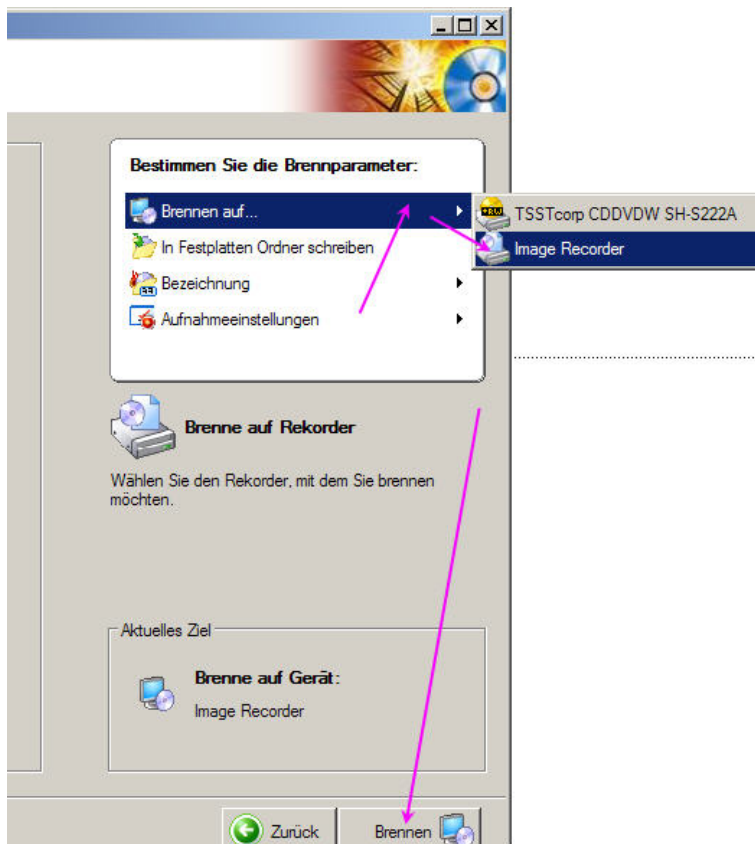 Bestimmen Sie die Brennparameter:
Brennen auf...
TSSTcorp CDDVDW SH-S222A
Image Recorder
In Festplatten Ordner schreiben
Bezeichnung
Aufnahmeeinstellungen
Brenne auf Rekorder
Wählen Sie den Rekorder, mit dem Sie brennen
möchten.
Aktuelles Ziel
Brenne auf Gerät:
Image Recorder
Zurück
Brennen